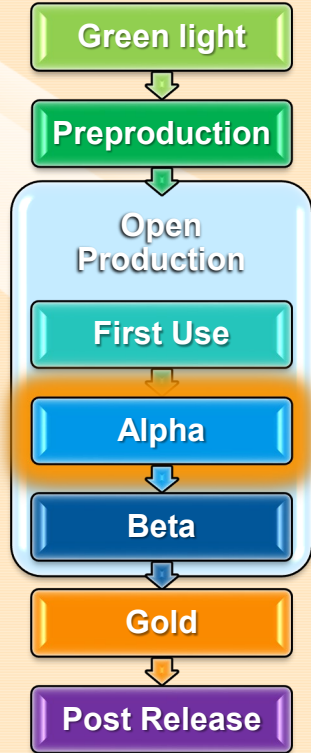 Green light
Preproduction
Open
Production
First Use
Alpha
Beta
Gold
Post Release